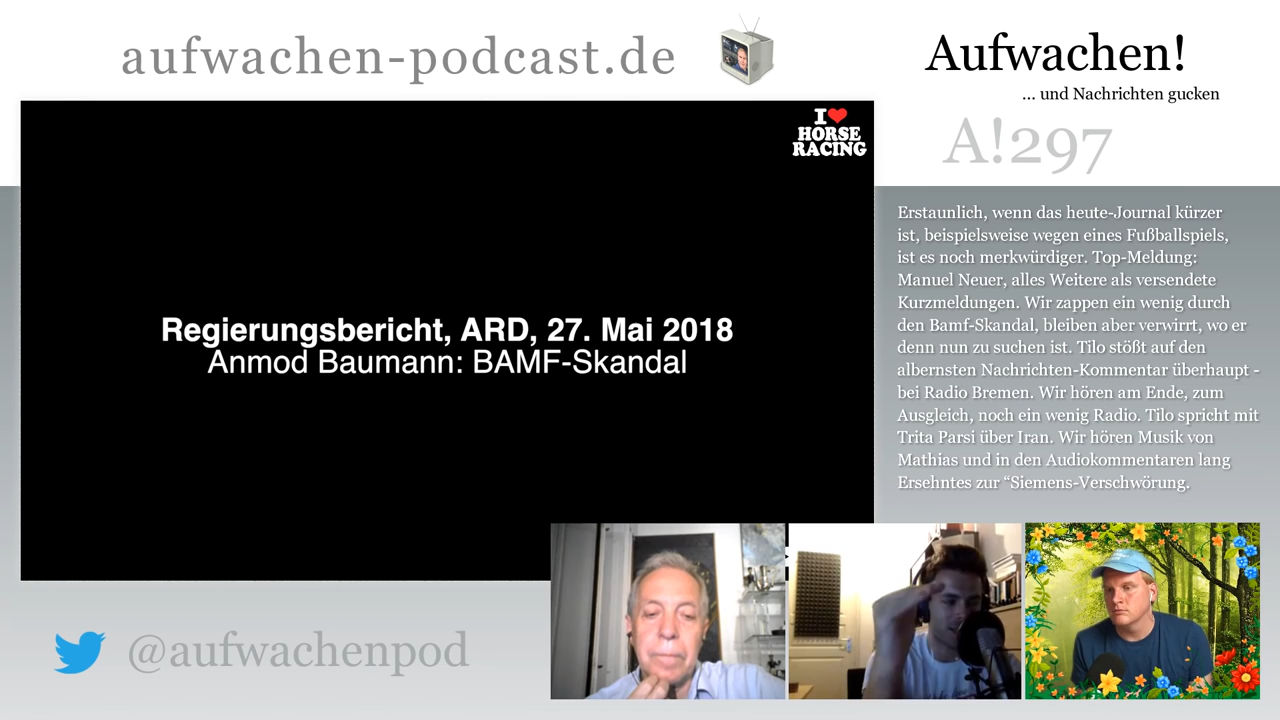 aufwachen-podcast.de
Aufwachen!
... und Nachrichten gucken
A!297
I
HORSE
RACING
Regierungsbericht, ARD, 27. Mai 2018
Anmod Baumann: BAMF-Skandal
Erstaunlich, wenn das heute-Journal kürzer
ist, beispielsweise wegen eines Fußballspiels,
ist es noch merkwürdiger. Top-Meldung:
Manuel Neuer, alles Weitere als versendete
Kurzmeldungen. Wir zappen ein wenig durch
den Bamf-Skandal, bleiben aber verwirrt, wo er
denn nun zu suchen ist. Tilo stößt auf den
albernsten Nachrichten-Kommentar überhaupt -
bei Radio Bremen. Wir hören am Ende, zum
Ausgleich, noch ein wenig Radio. Tilo spricht mit
Trita Parsi über Iran. Wir hören Musik von
Mathias und in den Audiokommentaren lang
Ersehntes zur “Siemens-Verschwörung.
@aufwachenpod